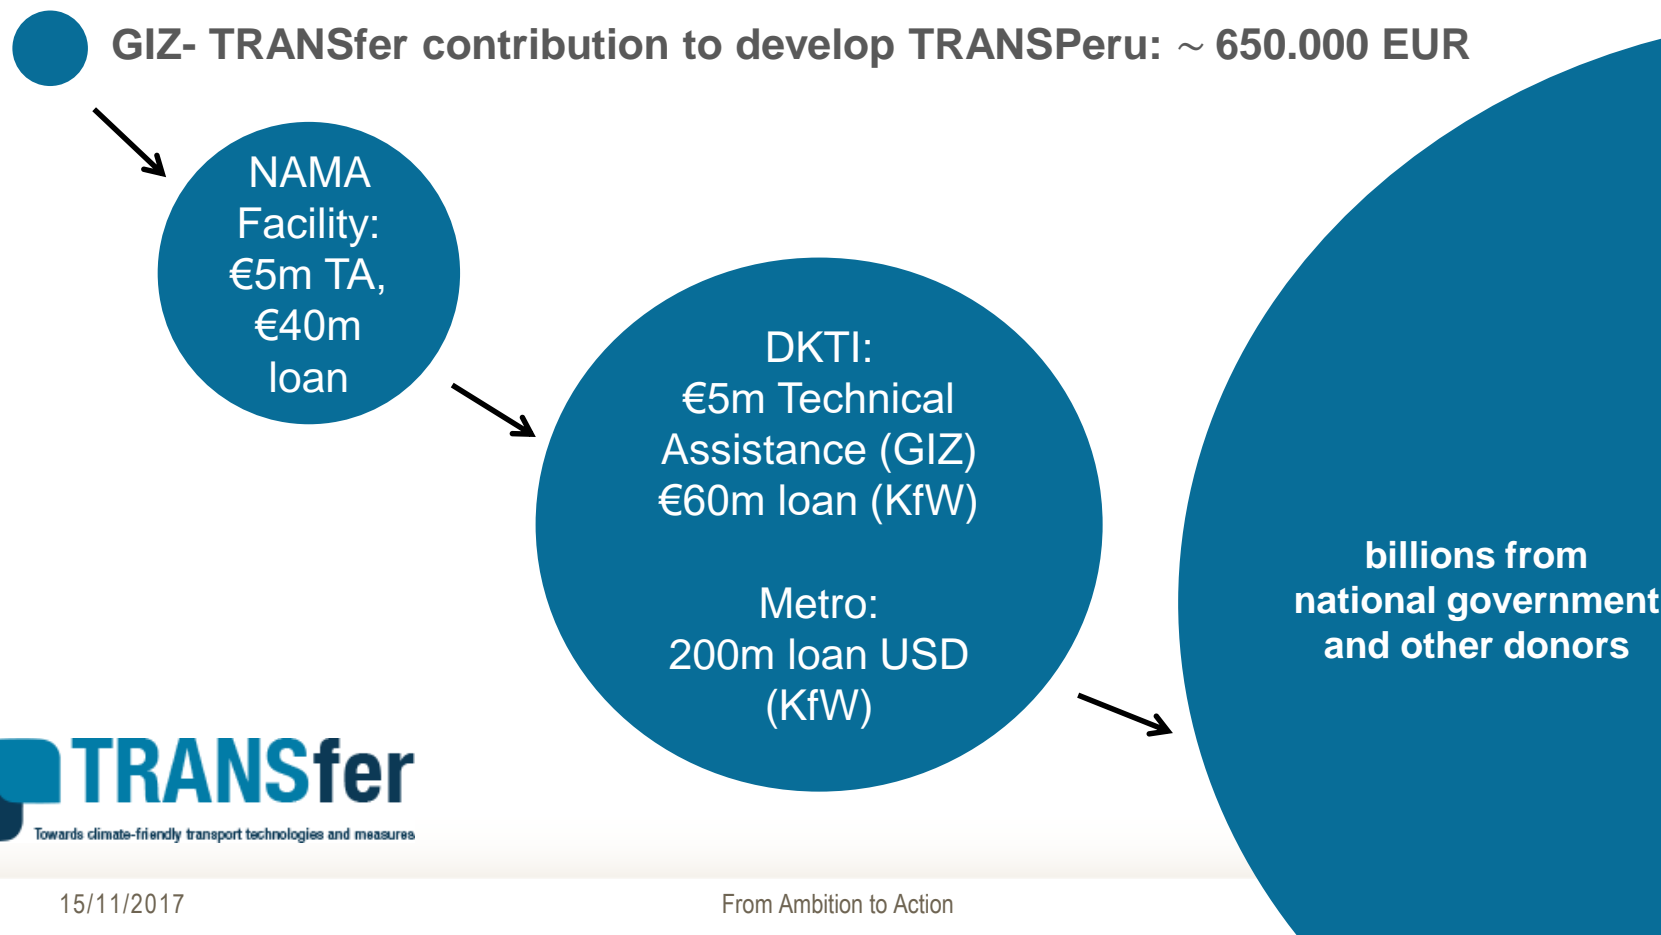 GIZ- TRANSfer contribution to develop TRANSPeru: ~ 650.000 EUR
NAMA
Facility:
€5m TA,
€40m
loan
DKTI:
€5m Technical
Assistance (GIZ)
€60m loan (KfW)
Metro:
200m loan USD
(KfW)
billions from
national government
and other donors
TRANSfer
Towards climate-friendly transport technologies and measures
15/11/2017
From Ambition to Action